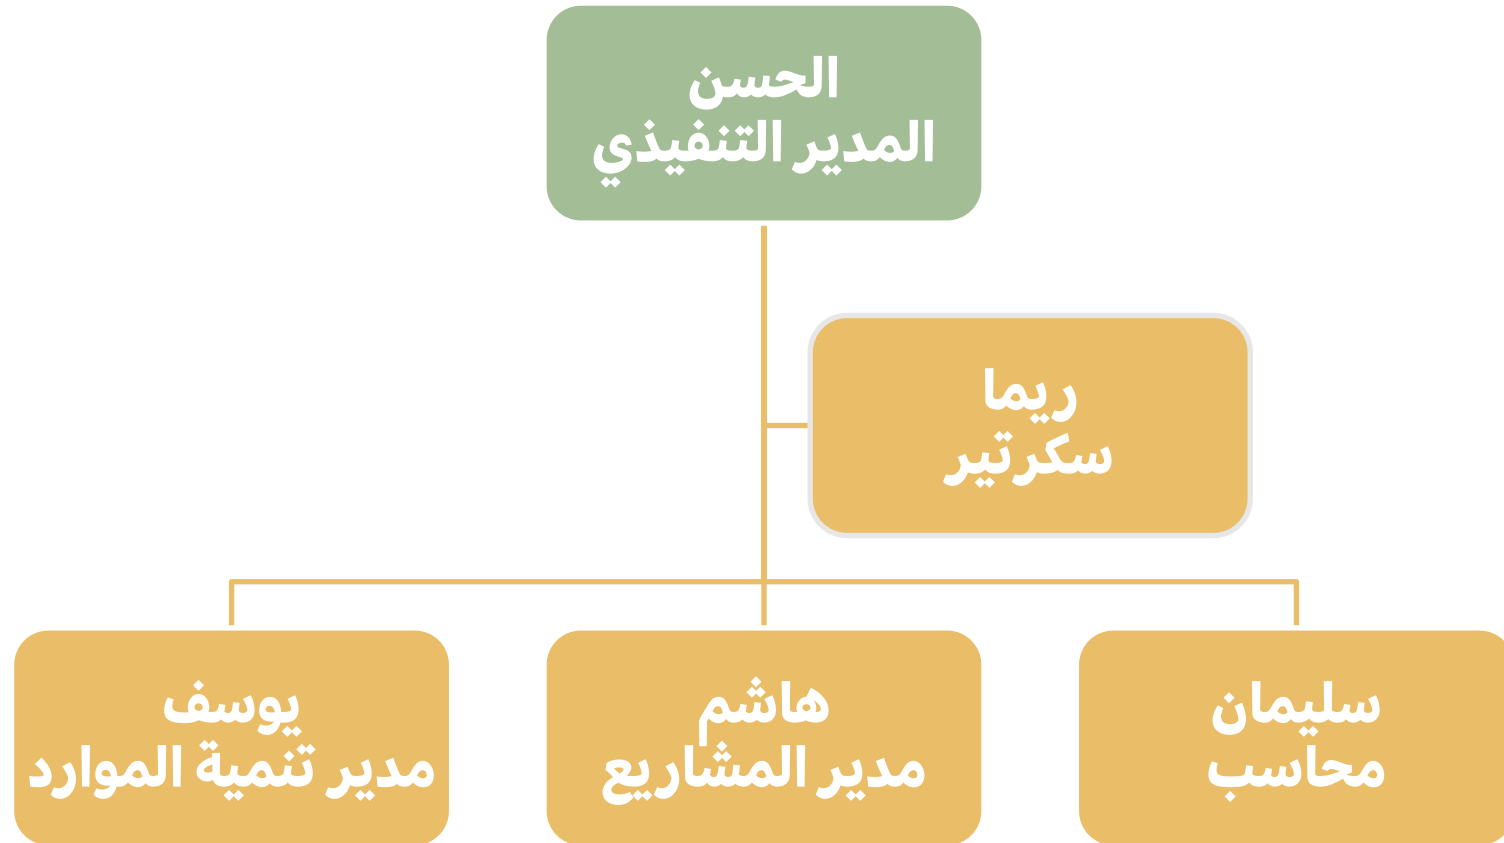 الحسن
المدير التنفيذي
ريما
سكرتير
سليمان
محاسب
هاشم
مدير المشاريع
يوسف
مدير تنمية الموارد